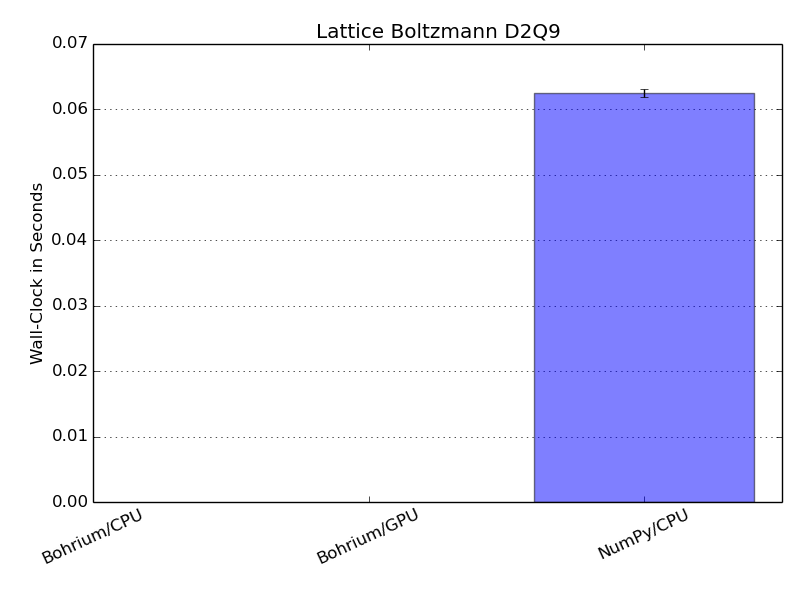 Lattice Boltzmann D2Q9
Wall-Clock in Seconds
0.07
0.06
0.05
0.04
0.03
0.02
0.01
0.00
Bohrium/CPU
Bohrium/GPU
NumPy/CPU